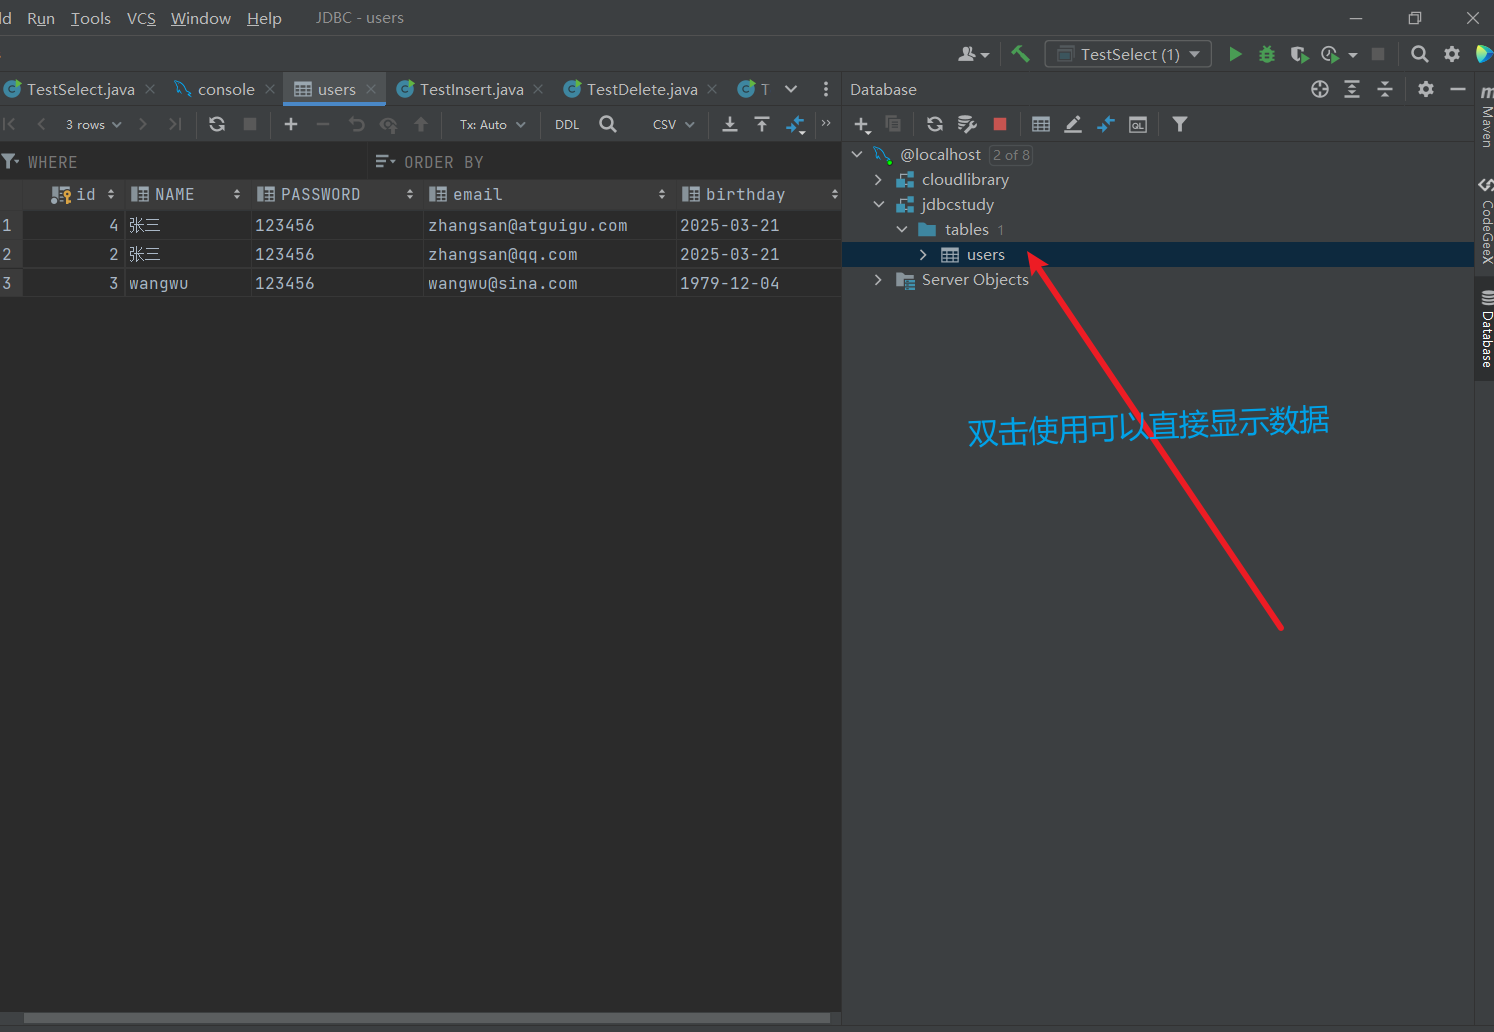 ld Run Tools VCS Window Help JDBC - users
TestSelect (1)
TestSelect.java console users TestInsert.java TestDelete.java T
Database
3 rows Tx: Auto DDL CSV
WHERE ORDER BY
id NAME PASSWORD email birthday
1 4 张三 123456 zhangsan@atguigu.com 2025-03-21
2 2 张三 123456 zhangsan@qq.com 2025-03-21
3 3 wangwu 123456 wangwu@sina.com 1979-12-04
QL
@localhost 2 of 8
cloudlibrary
jdbcstudy
tables 1
users
Server Objects
双击使用可以直接显示数据
m Maven
CodeGeeX
Database